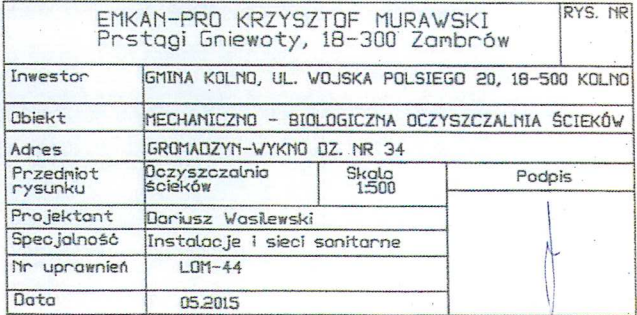 EMKAN-PRO KRZYSZTOF MURAWSKI
RYS. NR
Prstągi Gniewoty, 18-300 Zambrów
Inwestor GMINA KOLNO, UL. WOJSKA POLSIEGO 20, 18-500 KOLNO
Obiekt MECHANICZNO - BIOLOGICZNA OCZYSZCZALNIA ŚCIEKÓW
Adres GROMADZYN-WYKNO DZ. NR 34
Przedmiot rysunku
Oczyszczalnia ścieków
Skala 1:500
Podpis
Projektant Dariusz Wasilewski
Specjalność Instalacje i sieci sanitarne
Nr uprawnień LOM-44
Data 05.2015